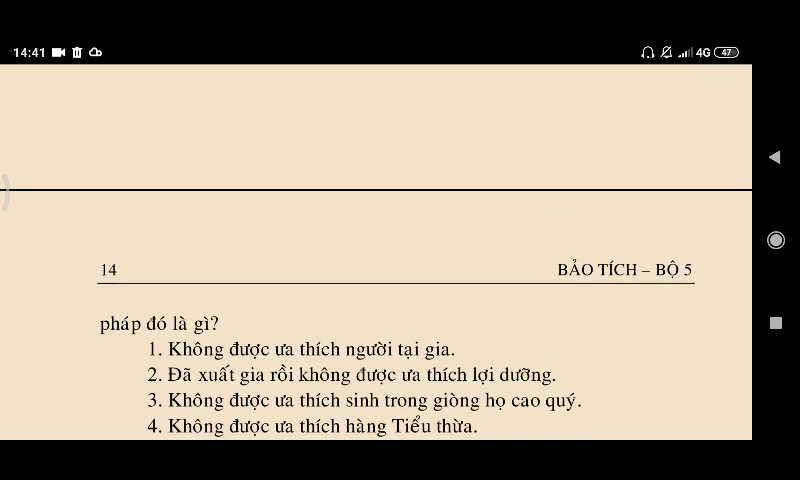 14:41
4G
47
14
BẢO TÍCH – BỘ 5
pháp đó là gì?
1. Không được ưa thích người tại gia.
2. Đã xuất gia rồi không được ưa thích lợi dưỡng.
3. Không được ưa thích sinh trong giòng họ cao quý.
4. Không được ưa thích hàng Tiểu thừa.